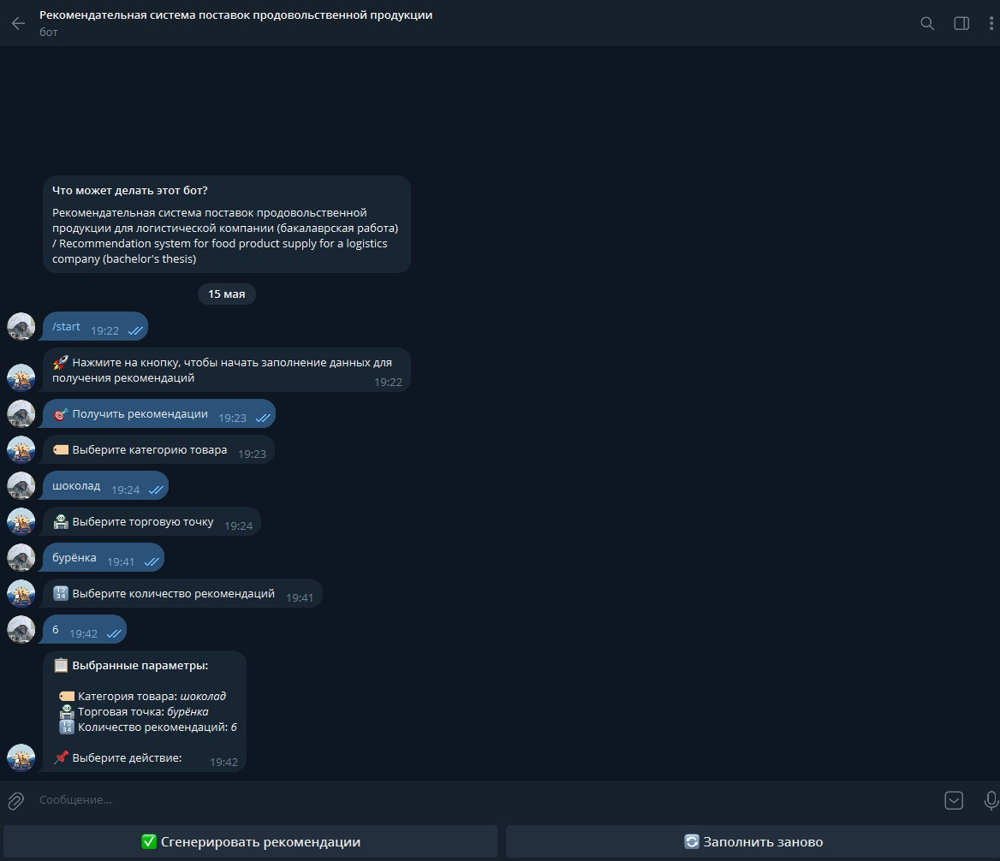 Рекомендательная система поставок продовольственной продукции
бот
Что может делать этот бот?
Рекомендательная система поставок продовольственной
продукции для логистической компании (бакалаврская работа)
/ Recommendation system for food product supply for a logistics
company (bachelor's thesis)
15 мая
/start 19:22
🚀 Нажмите на кнопку, чтобы начать заполнение данных для
получения рекомендаций 19:22
🎯 Получить рекомендации 19:23
🏷️ Выберите категорию товара 19:23
шоколад 19:24
🏪 Выберите торговую точку 19:24
бурёнка 19:41
🔢 Выберите количество рекомендаций 19:41
6 19:42
📋 Выбранные параметры:
🏷️ Категория товара: шоколад
🏪 Торговая точка: бурёнка
🔢 Количество рекомендаций: 6
📌 Выберите действие: 19:42
Сообщение...
✅ Сгенерировать рекомендации
🔄 Заполнить заново